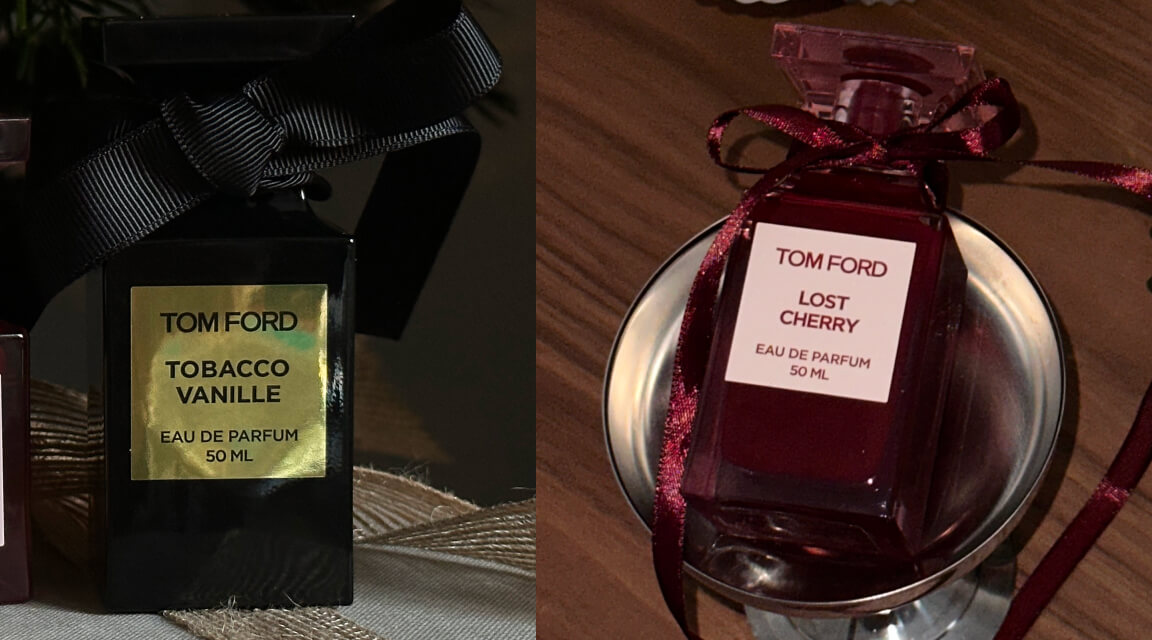 TOM FORD
TOBACCO
VANILLE
EAU DE PARFUM
50 ML
TOM FORD
LOST
CHERRY
EAU DE PARFUM
50 ML